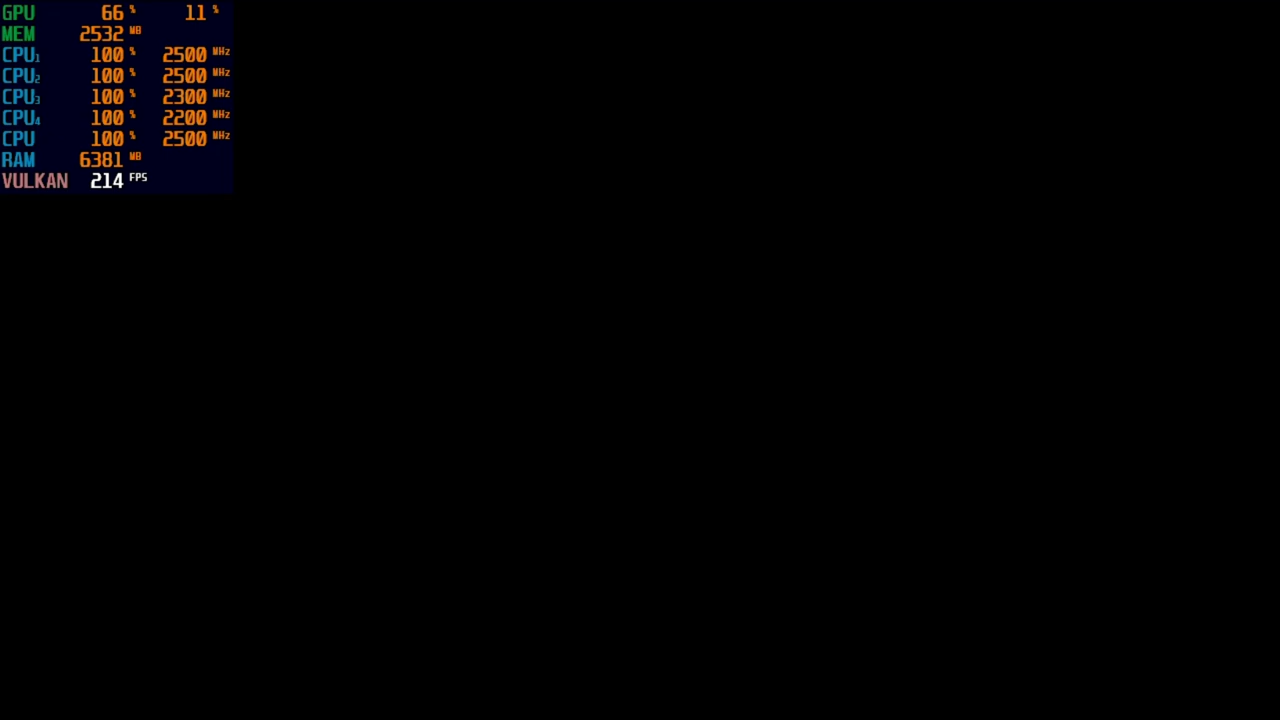 GPU 66 % 11 %
MEM 2532 MB
CPU1 100 % 2500 MHz
CPU2 100 % 2500 MHz
CPU3 100 % 2300 MHz
CPU4 100 % 2200 MHz
CPU 100 % 2500 MHz
RAM 6381 MB
VULKAN 214 FPS